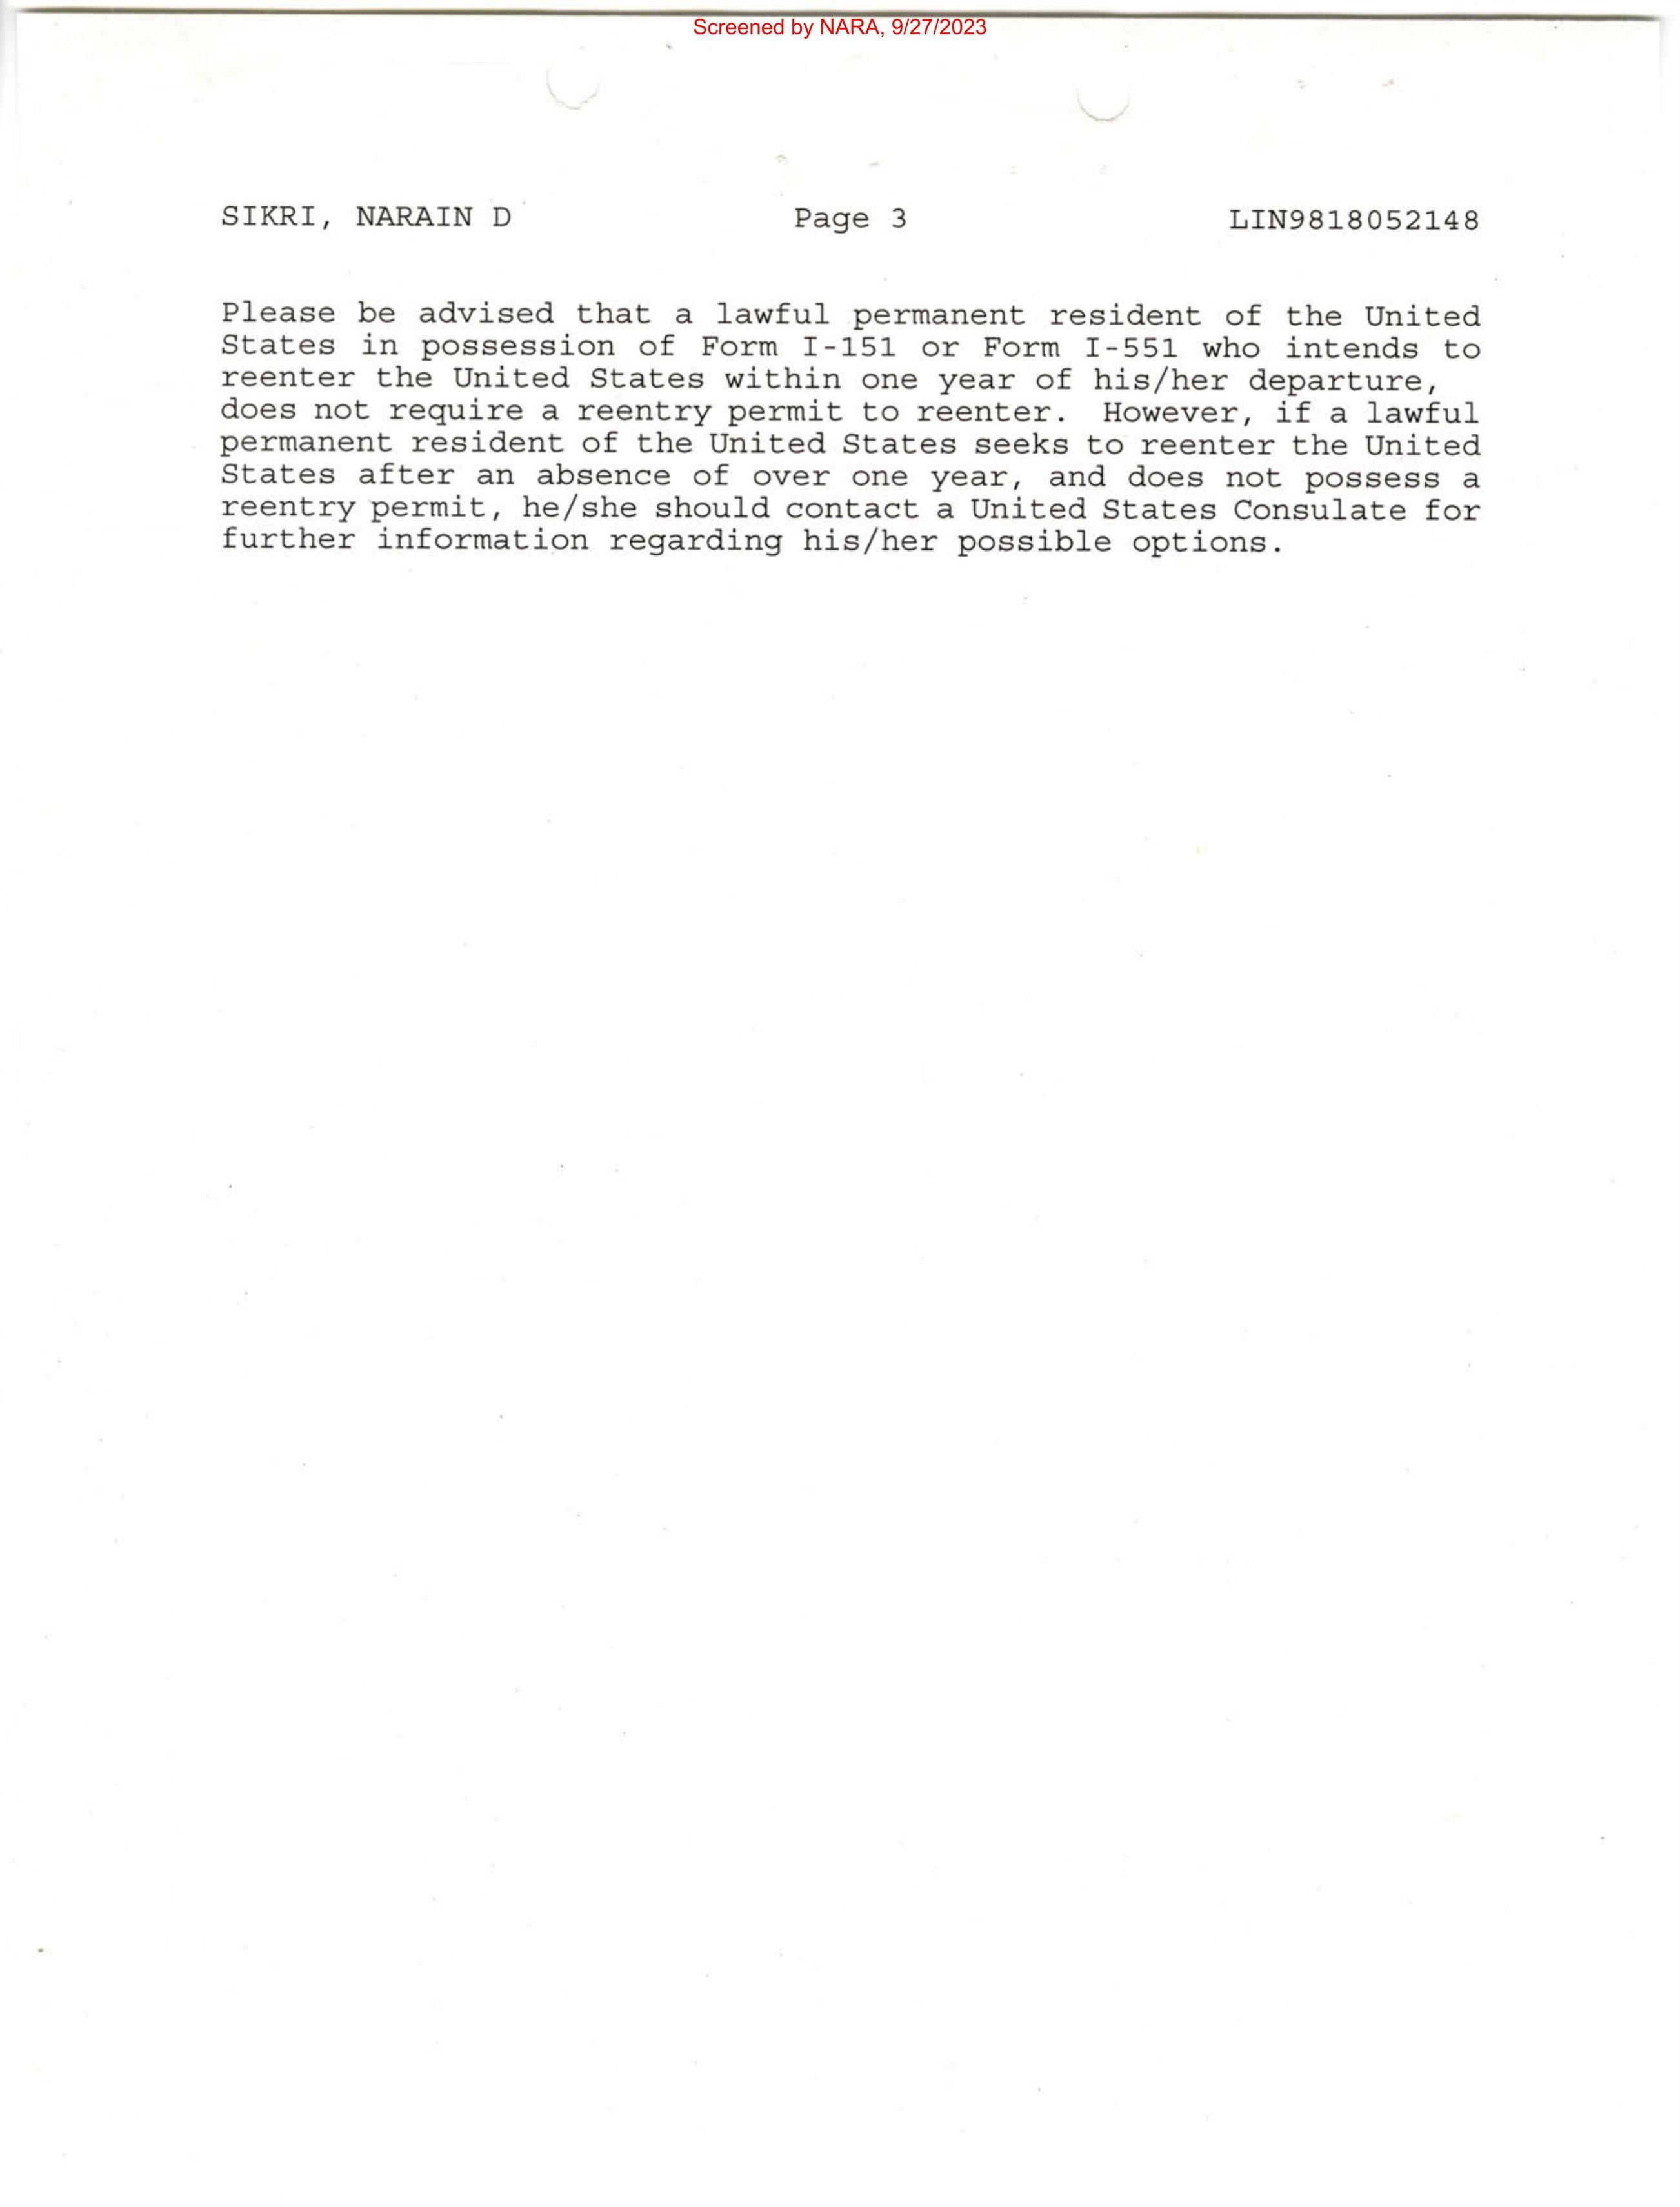 Screened by NARA, 9/27/2023
SIKRI, NARAIN D Page 3 LIN9818052148
Please be advised that a lawful permanent resident of the United
States in possession of Form I-151 or Form I-551 who intends to
reenter the United States within one year of his/her departure,
does not require a reentry permit to reenter. However, if a lawful
permanent resident of the United States seeks to reenter the United
States after an absence of over one year, and does not possess a
reentry permit, he/she should contact a United States Consulate for
further information regarding his/her possible options.